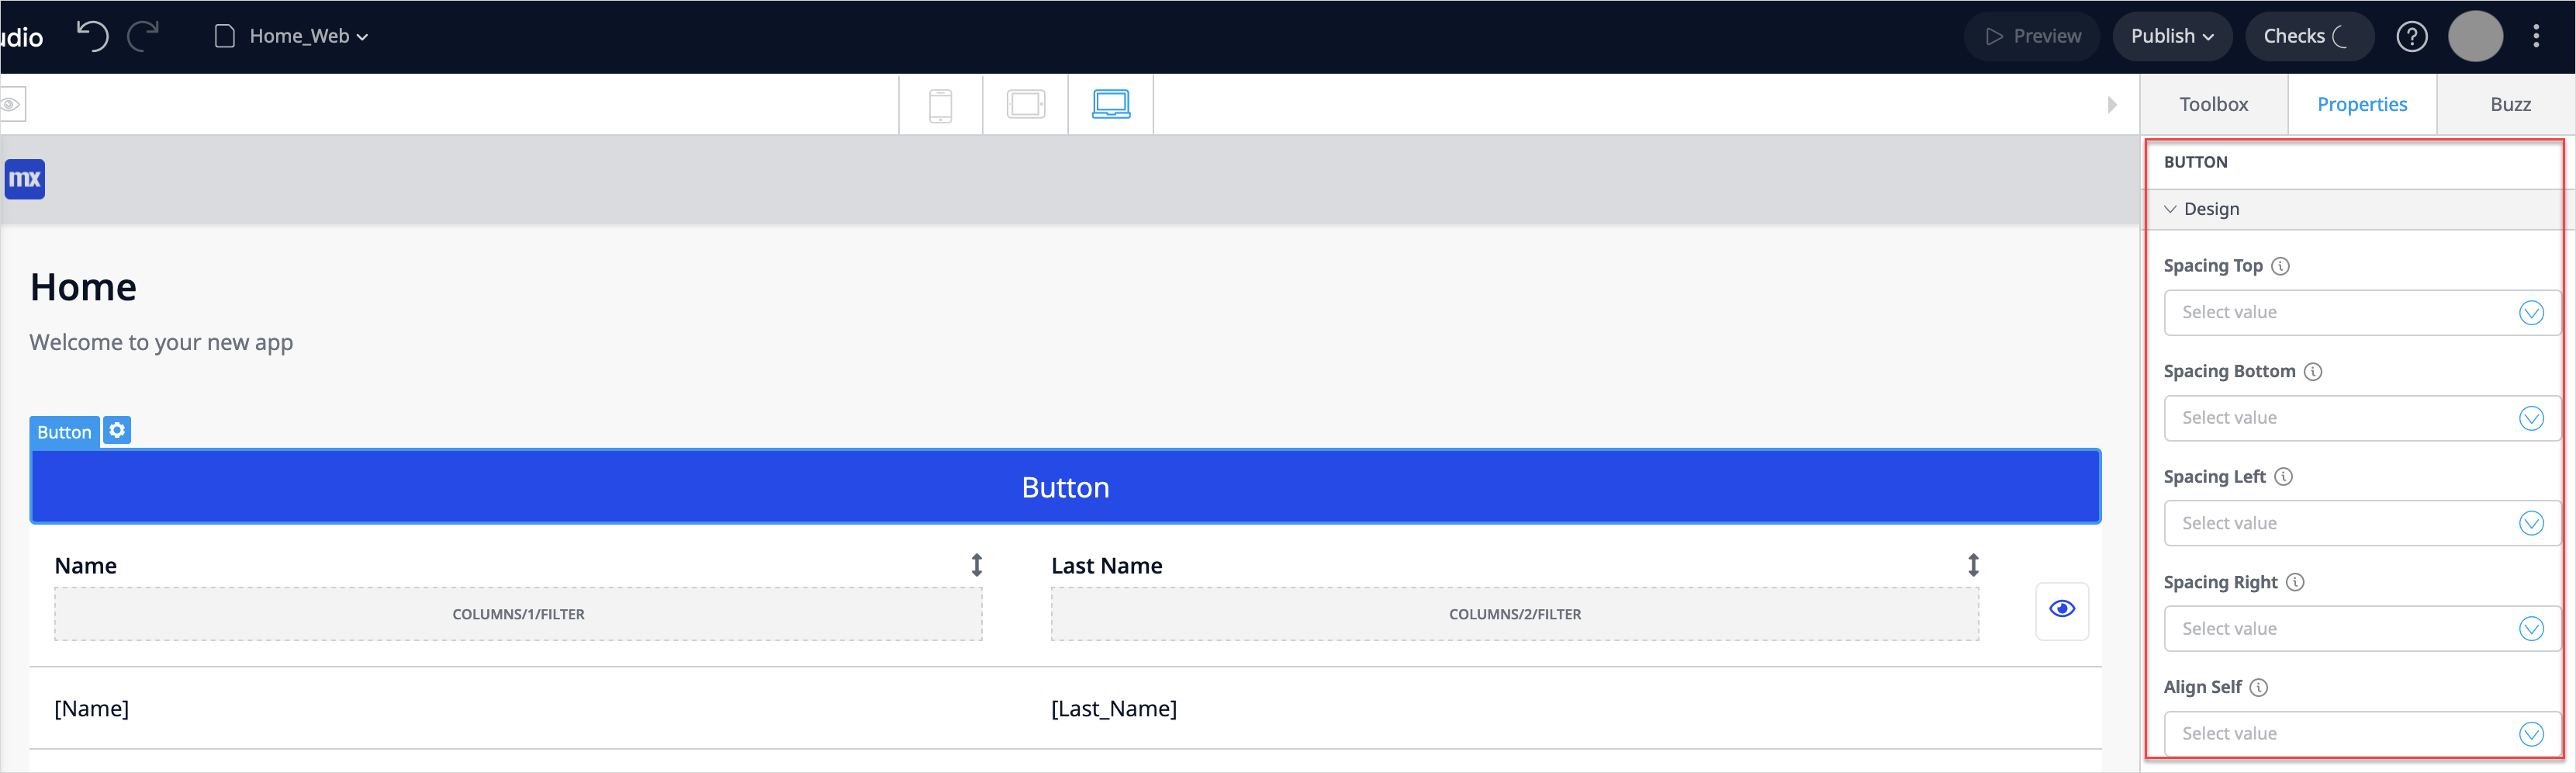 udio Home_Web Preview Publish Checks ?
Toolbox Properties Buzz
mx
BUTTON
Design
Home
Welcome to your new app
Spacing Top
Select value
Spacing Bottom
Select value
Button
Button
Spacing Left
Select value
Name Last Name
COLUMNS/1/FILTER COLUMNS/2/FILTER
Spacing Right
Select value
[Name] [Last_Name]
Align Self
Select value